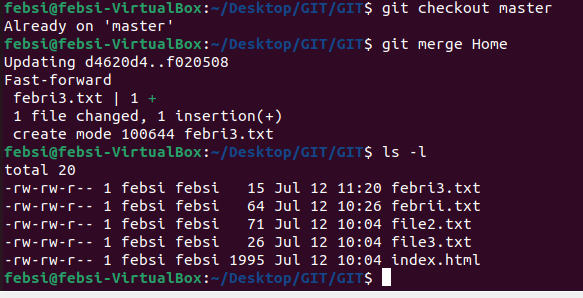 febsi@febsi-VirtualBox:~/Desktop/GIT/GIT$ git checkout master
Already on 'master'
febsi@febsi-VirtualBox:~/Desktop/GIT/GIT$ git merge Home
Updating d4620d4..f020508
Fast-forward
 febri3.txt | 1 +
 1 file changed, 1 insertion(+)
 create mode 100644 febri3.txt
febsi@febsi-VirtualBox:~/Desktop/GIT/GIT$ ls -l
total 20
-rw-rw-r-- 1 febsi febsi   15 Jul 12 11:20 febri3.txt
-rw-rw-r-- 1 febsi febsi   64 Jul 12 10:26 febrii.txt
-rw-rw-r-- 1 febsi febsi   71 Jul 12 10:04 file2.txt
-rw-rw-r-- 1 febsi febsi   26 Jul 12 10:04 file3.txt
-rw-rw-r-- 1 febsi febsi 1995 Jul 12 10:04 index.html
febsi@febsi-VirtualBox:~/Desktop/GIT/GIT$